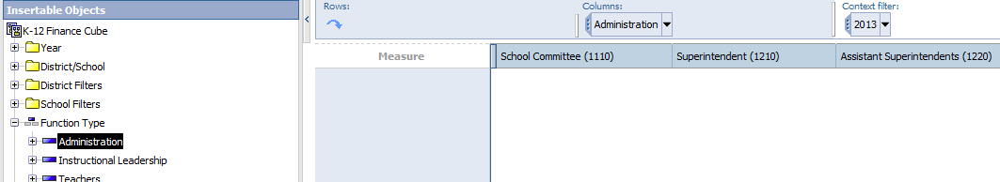 Insertable Objects
K-12 Finance Cube
Year
District/School
District Filters
School Filters
Function Type
Administration
Instructional Leadership
Teachers
Rows:
Columns:
Context filter:
Administration
2013
Measure
School Committee (1110)
Superintendent (1210)
Assistant Superintendents (1220)